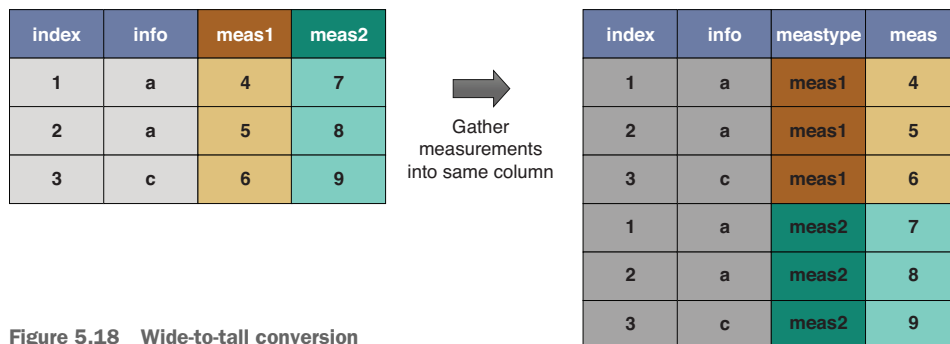 index info meas1 meas2
1 a 4 7
2 a 5 8
3 c 6 9
Gather
measurements
into same column
index info meastype meas
1 a meas1 4
2 a meas1 5
3 c meas1 6
1 a meas2 7
2 a meas2 8
3 c meas2 9
Figure 5.18 Wide-to-tall conversion